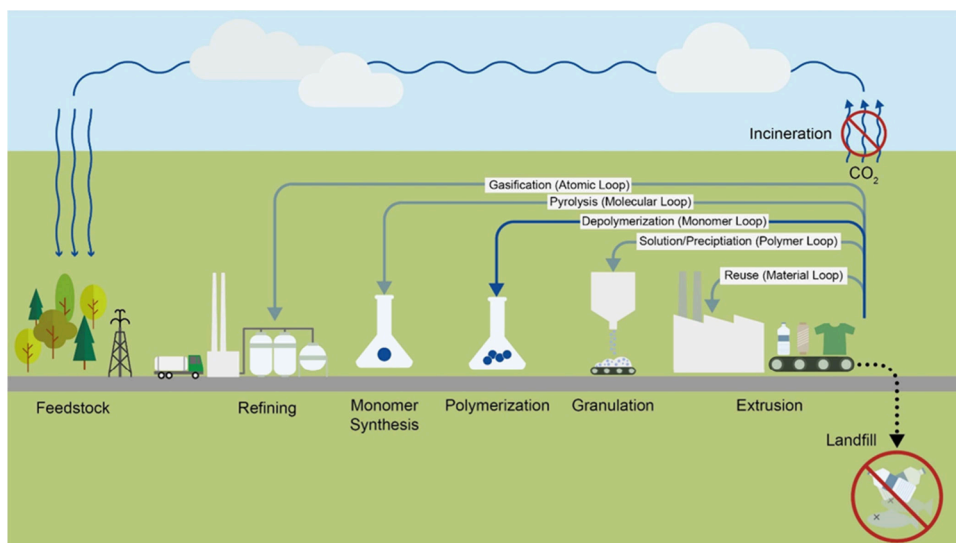 Incineration
CO2
Gasification (Atomic Loop)
Pyrolysis (Molecular Loop)
Depolymerization (Monomer Loop)
Solution/Preciptiation (Polymer Loop)
Reuse (Material Loop)
Feedstock
Refining
Monomer
Synthesis
Polymerization
Granulation
Extrusion
Landfill